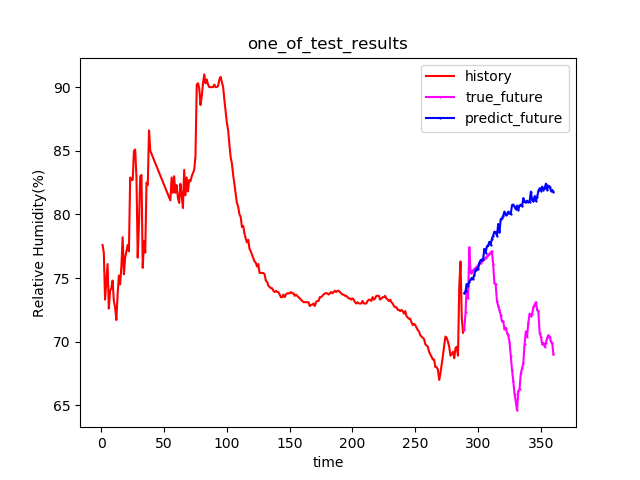 one_of_test_results
history
true_future
predict_future
Relative Humidity(%)
90
85
80
75
70
65
0
50
100
150
200
250
300
350
time